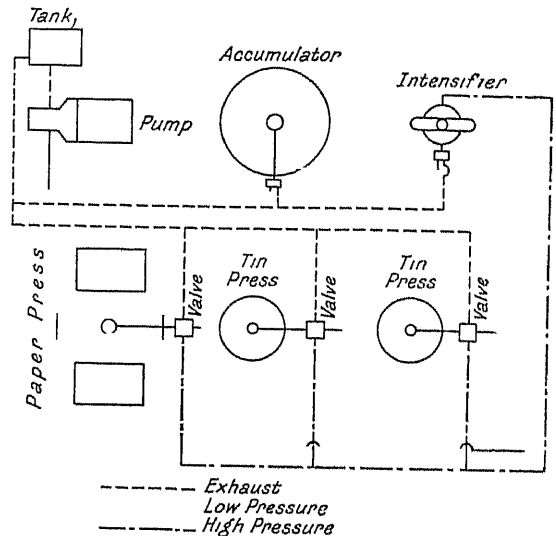 Tank,
Accumulator
Intensifier
Pump
Paper Press
Valve
Tin
Press
Valve
Tin
Press
Valve
Exhaust
Low Pressure
High Pressure